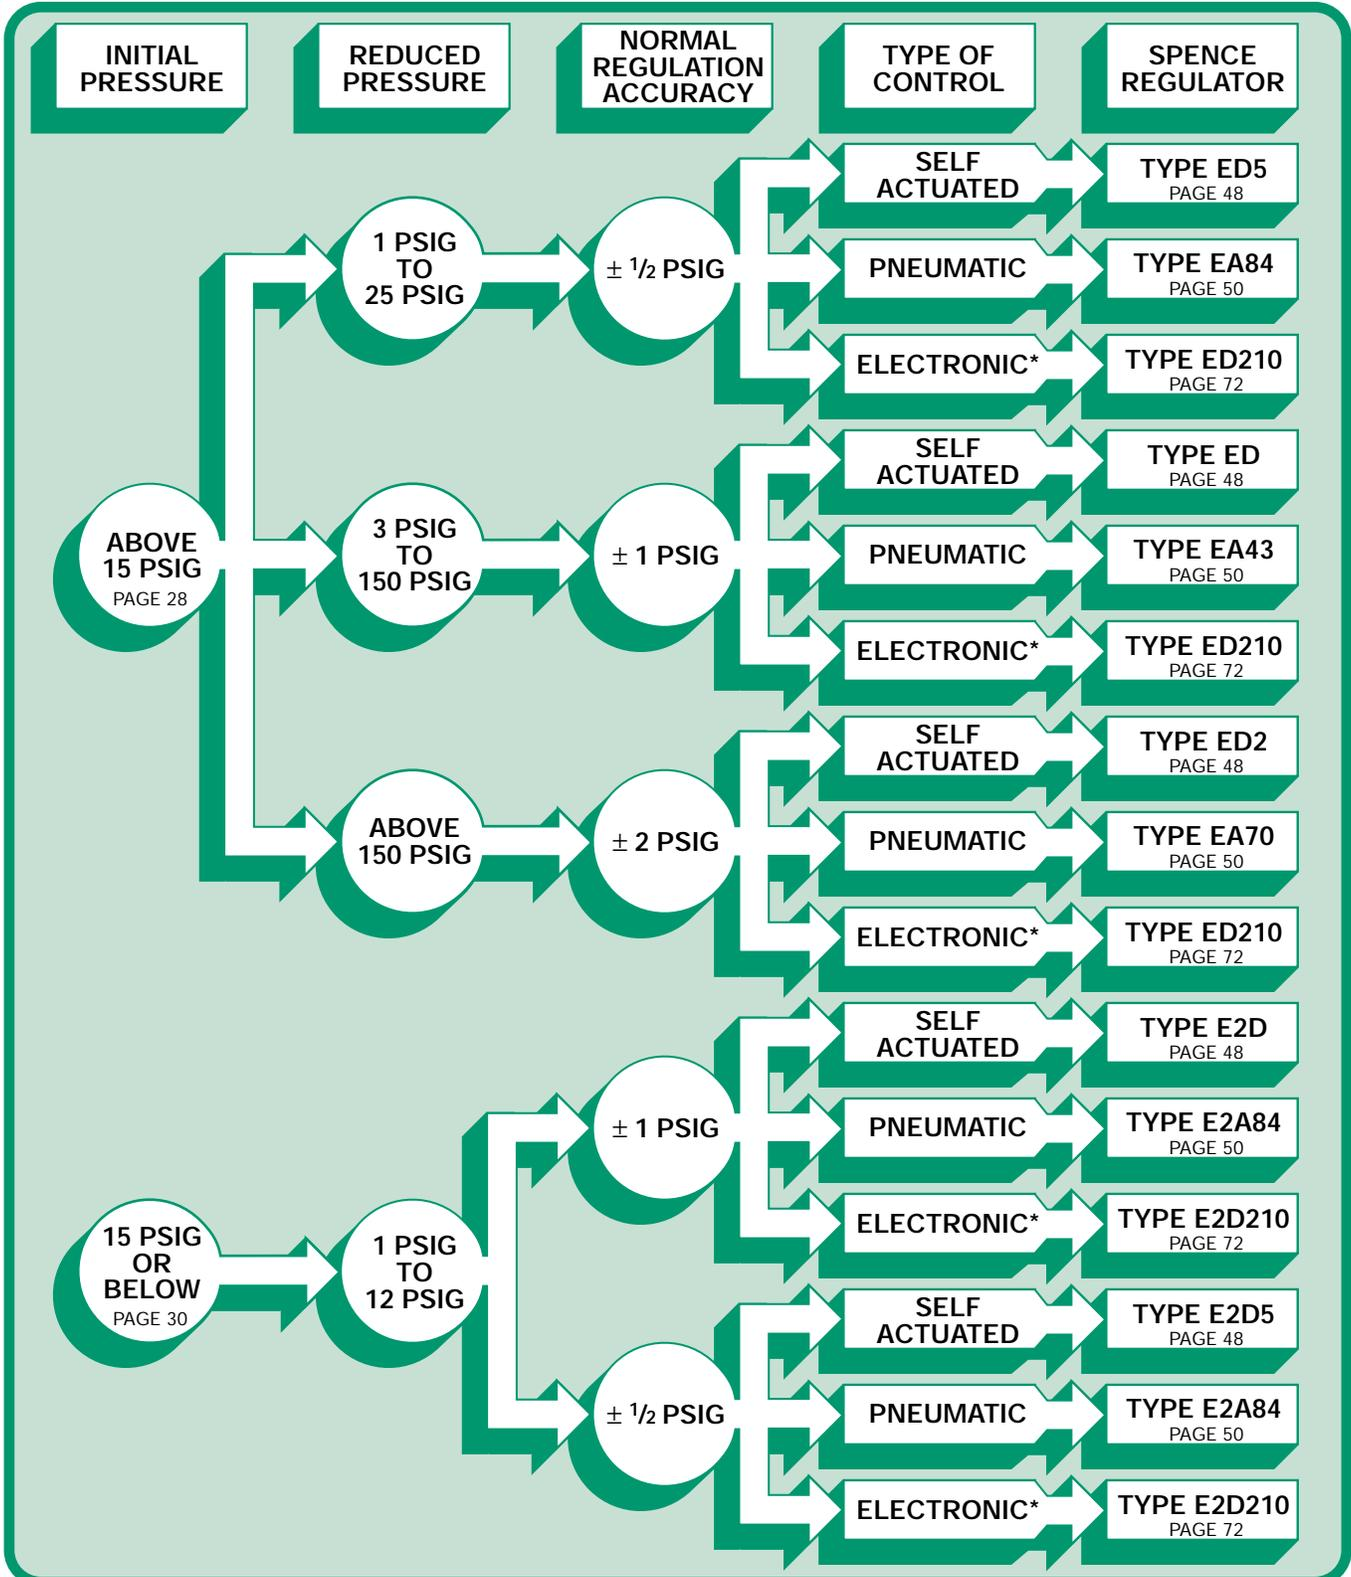 INITIAL
PRESSURE
REDUCED
PRESSURE
NORMAL
REGULATION
ACCURACY
TYPE OF
CONTROL
SPENCE
REGULATOR
ABOVE
15 PSIG
PAGE 28
1 PSIG
TO
25 PSIG
± 1/2 PSIG
SELF
ACTUATED
TYPE ED5
PAGE 48
PNEUMATIC
TYPE EA84
PAGE 50
ELECTRONIC*
TYPE ED210
PAGE 72
3 PSIG
TO
150 PSIG
± 1 PSIG
SELF
ACTUATED
TYPE ED
PAGE 48
PNEUMATIC
TYPE EA43
PAGE 50
ELECTRONIC*
TYPE ED210
PAGE 72
ABOVE
150 PSIG
± 2 PSIG
SELF
ACTUATED
TYPE ED2
PAGE 48
PNEUMATIC
TYPE EA70
PAGE 50
ELECTRONIC*
TYPE ED210
PAGE 72
15 PSIG
OR
BELOW
PAGE 30
1 PSIG
TO
12 PSIG
± 1 PSIG
SELF
ACTUATED
TYPE E2D
PAGE 48
PNEUMATIC
TYPE E2A84
PAGE 50
ELECTRONIC*
TYPE E2D210
PAGE 72
± 1/2 PSIG
SELF
ACTUATED
TYPE E2D5
PAGE 48
PNEUMATIC
TYPE E2A84
PAGE 50
ELECTRONIC*
TYPE E2D210
PAGE 72